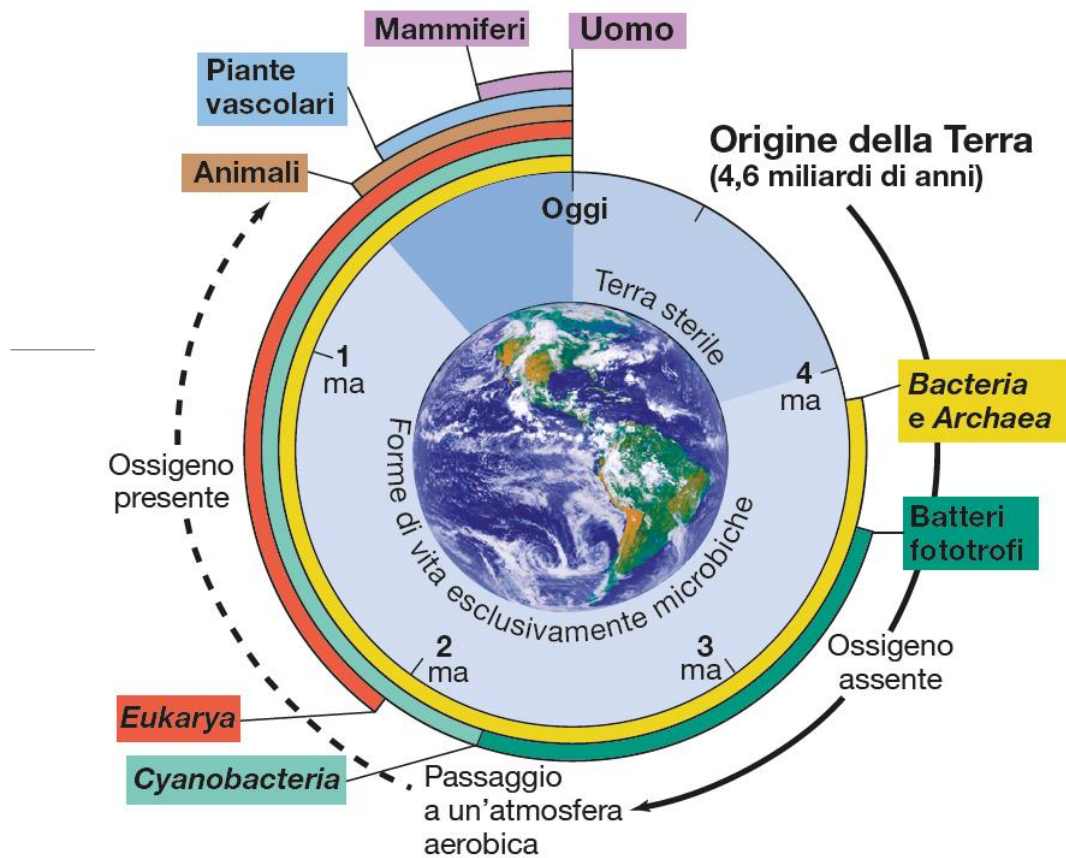 Mammiferi
Uomo
Piante
vascolari
Animali
Origine della Terra
(4,6 miliardi di anni)
Oggi
Terra sterile
1
ma
4
ma
Bacteria
e Archaea
Ossigeno
presente
Forme di vita esclusivamente microbiche
Batteri
fototrofi
2
ma
3
ma
Ossigeno
assente
Eukarya
Cyanobacteria
Passaggio
a un'atmosfera
aerobica